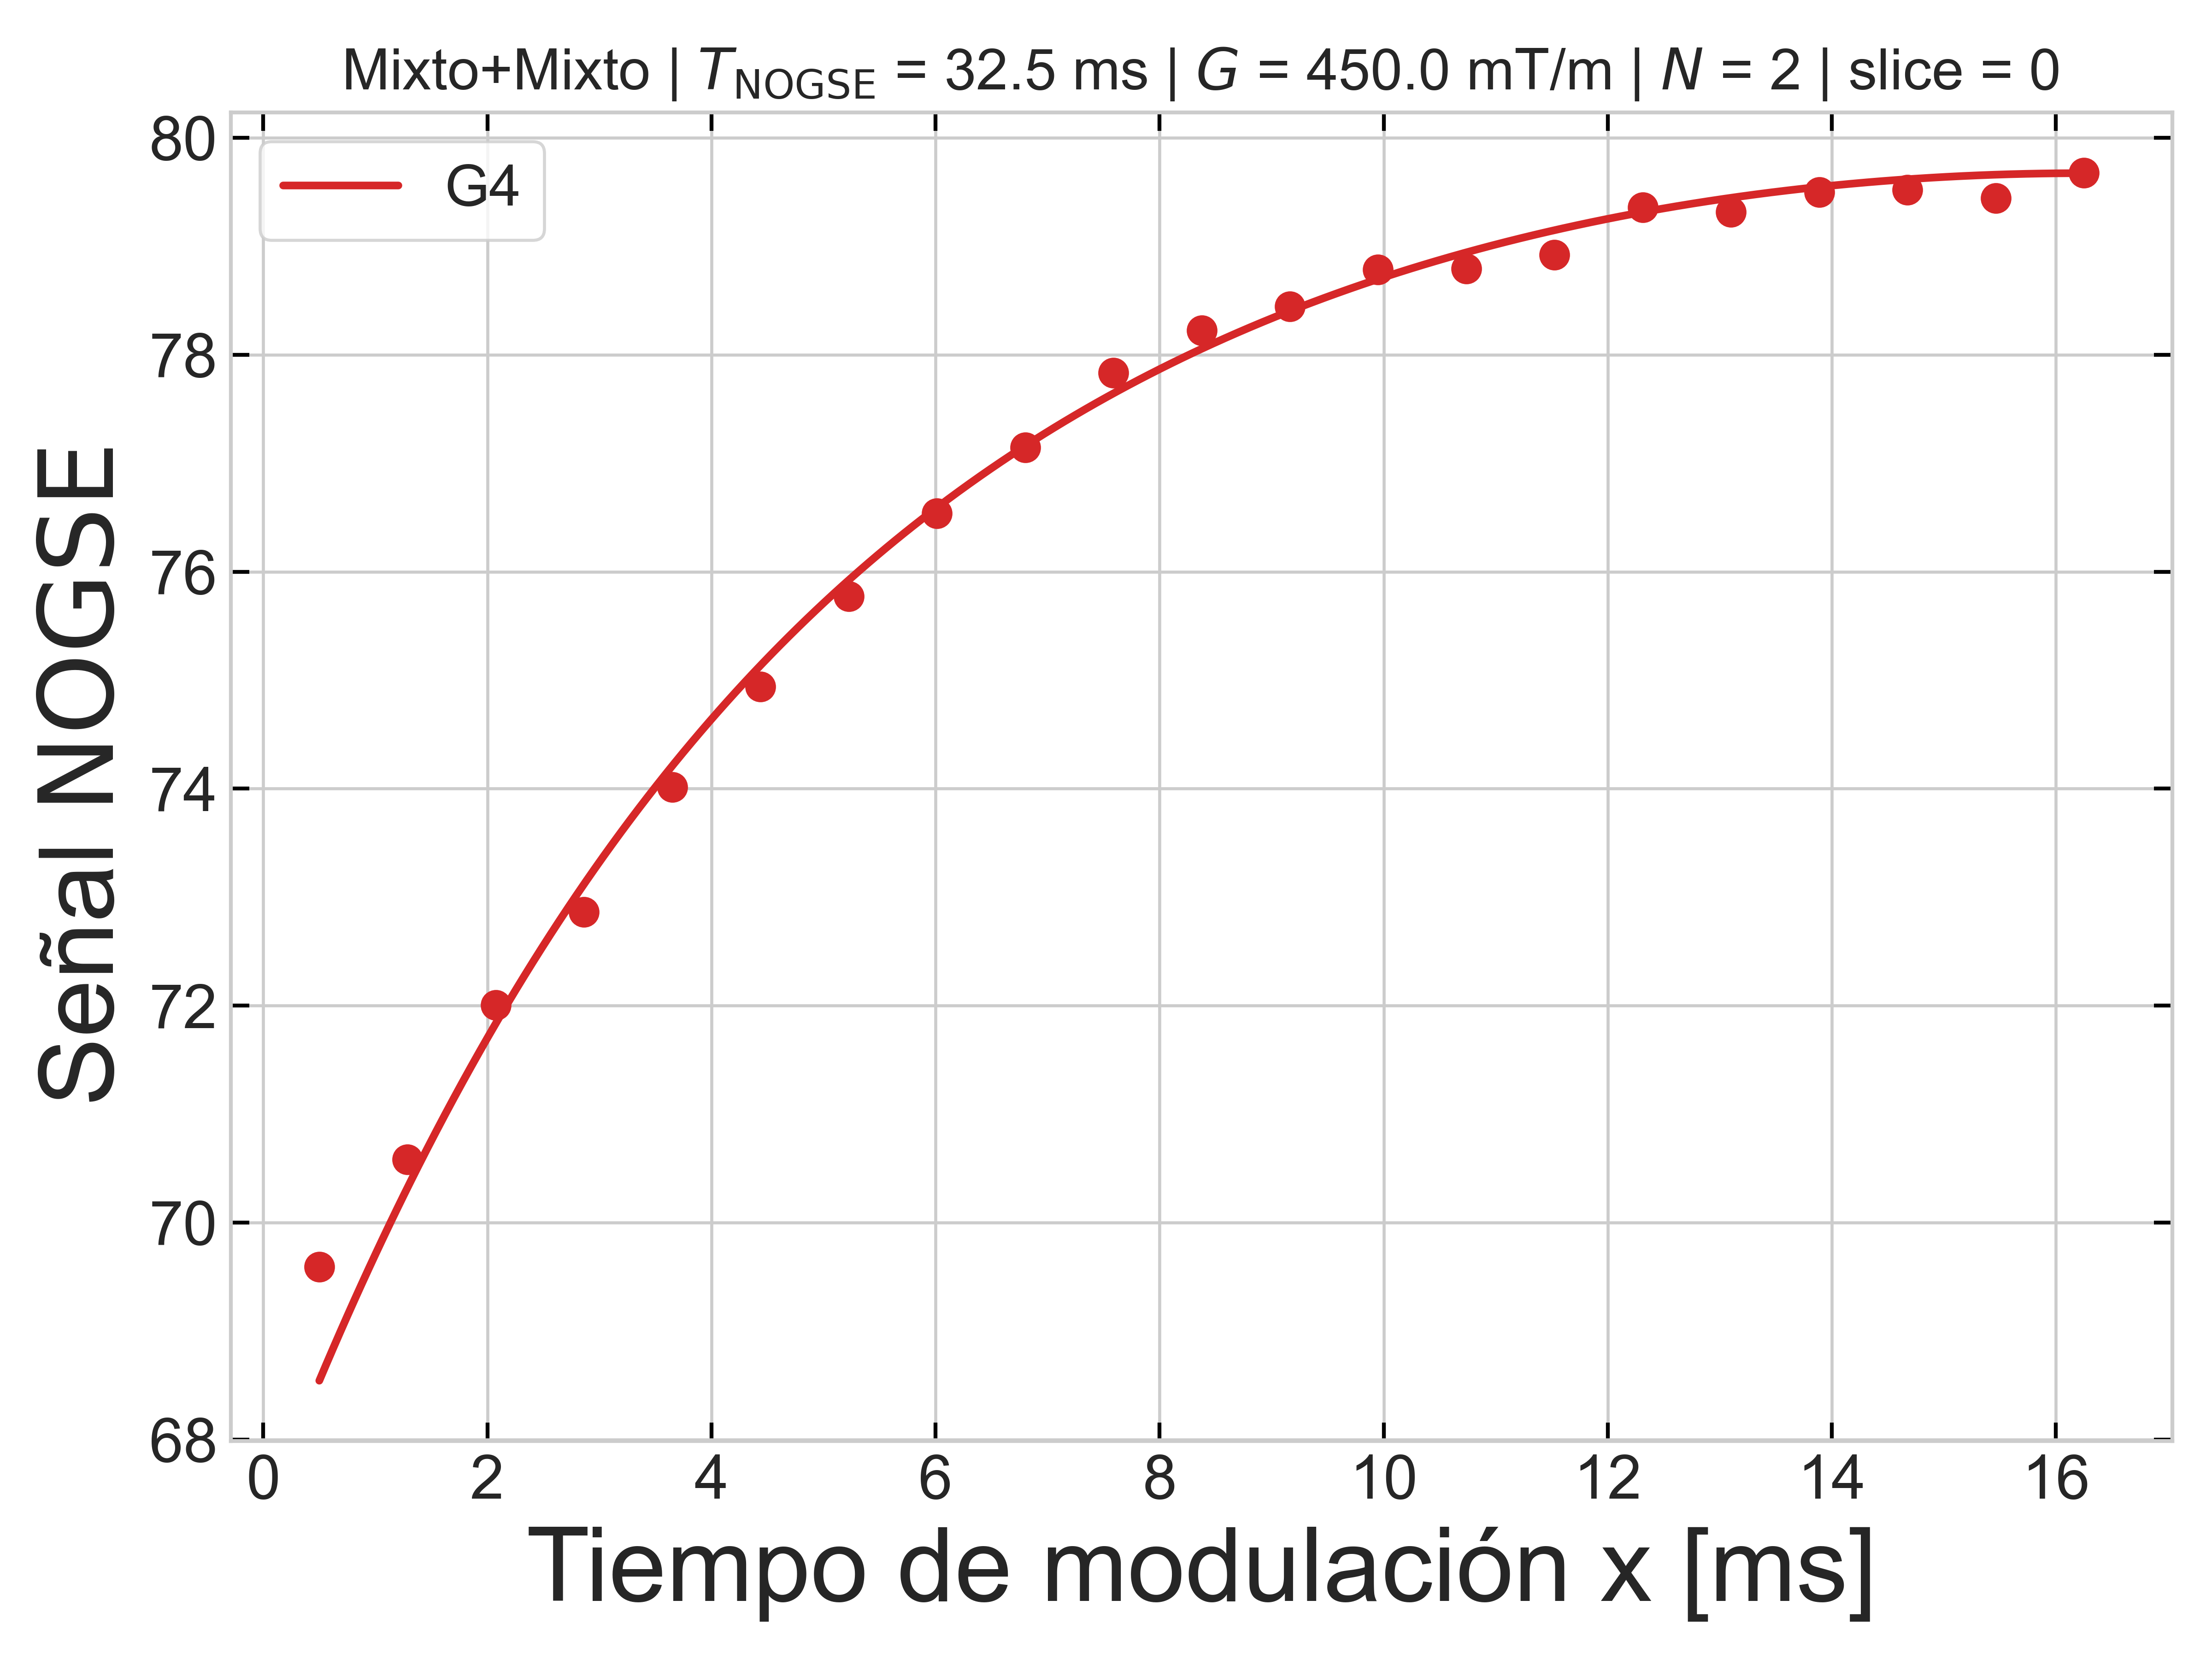 Mixto+Mixto | T_NOGSE = 32.5 ms | G = 450.0 mT/m | N = 2 | slice = 0
G4
80
78
76
74
72
70
68
Señal NOGSE
0 2 4 6 8 10 12 14 16
Tiempo de modulación x [ms]